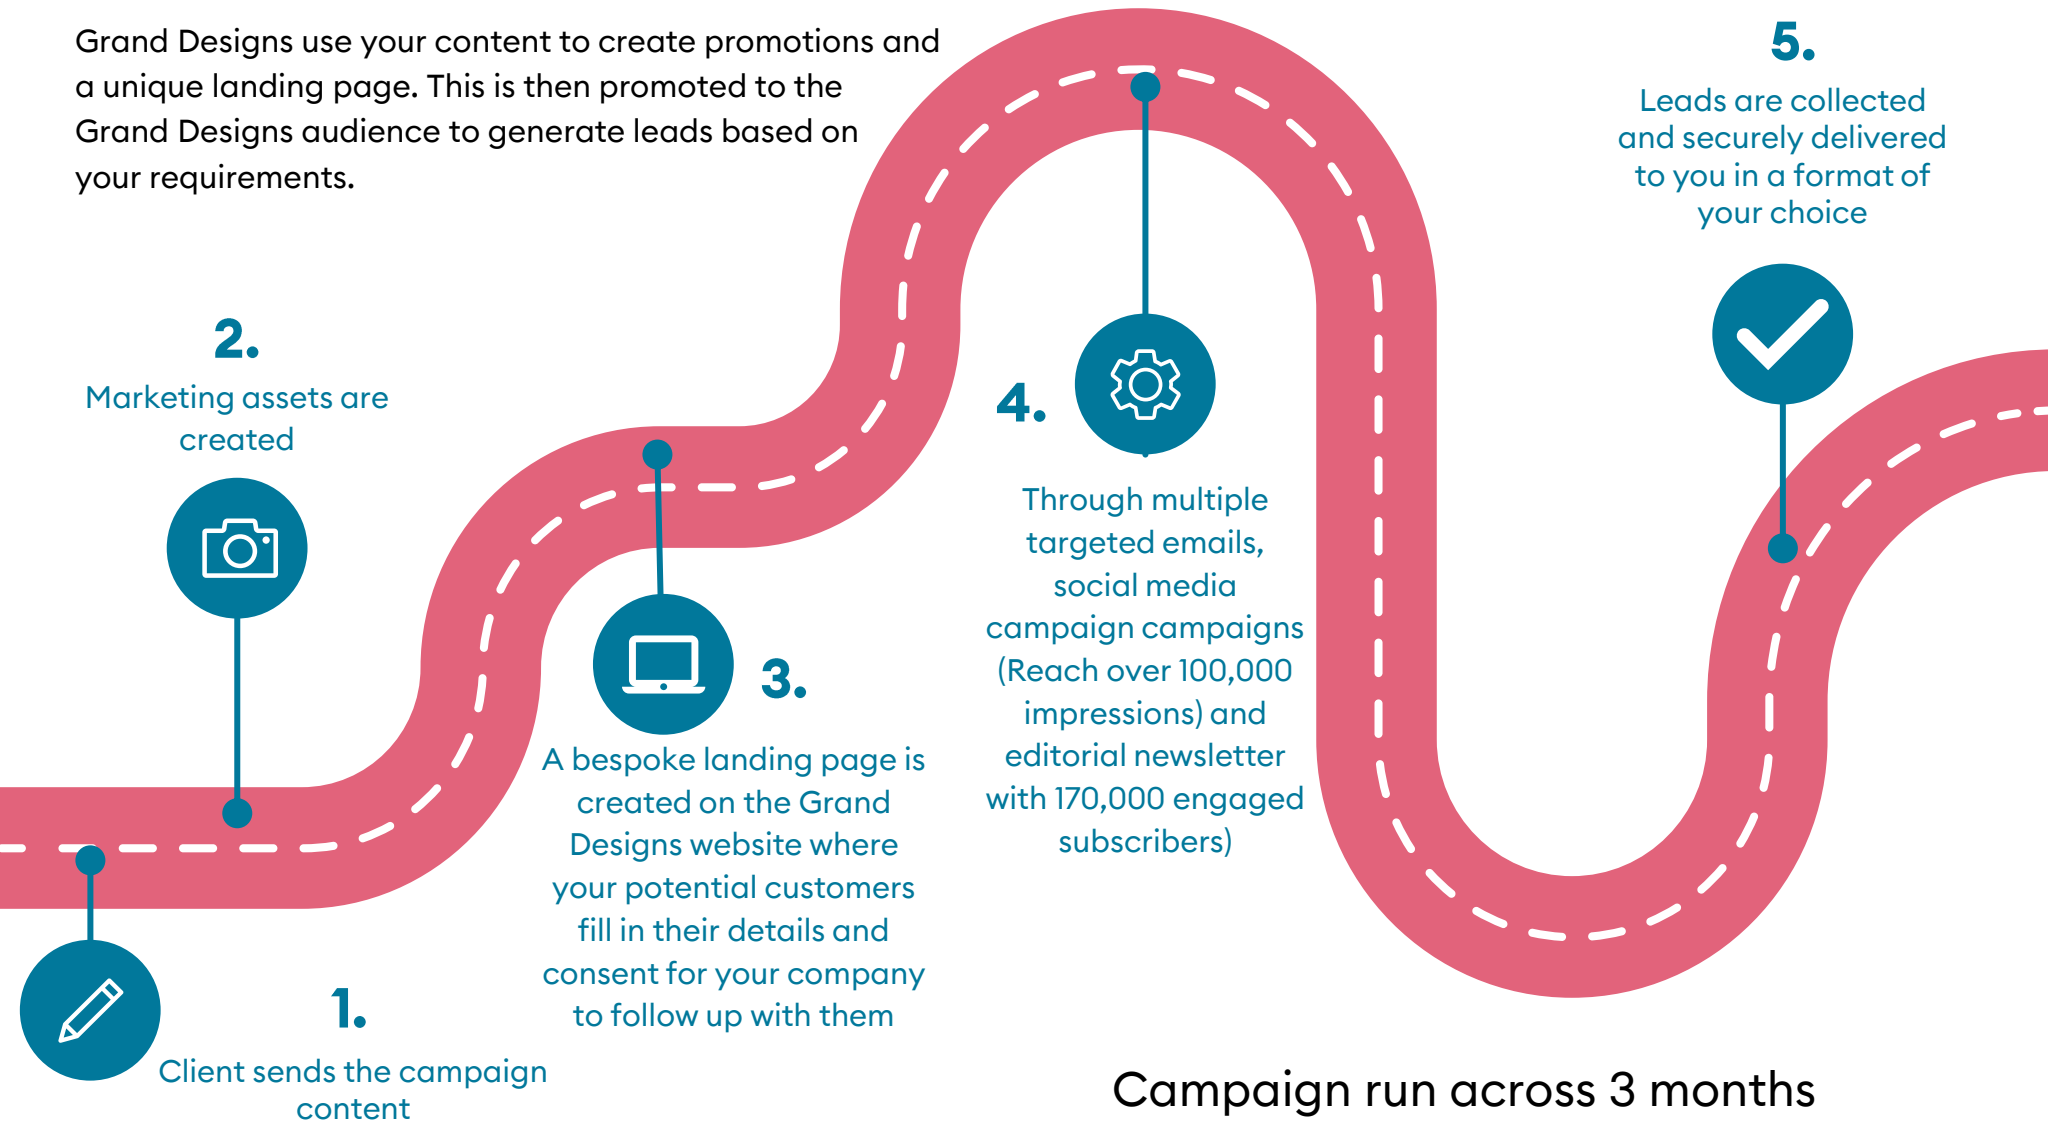 Grand Designs use your content to create promotions and
a unique landing page. This is then promoted to the
Grand Designs audience to generate leads based on
your requirements.
1.
Client sends the campaign
content
2.
Marketing assets are
created
3.
A bespoke landing page is
created on the Grand
Designs website where
your potential customers
fill in their details and
consent for your company
to follow up with them
4.
Through multiple
targeted emails,
social media
campaign campaigns
(Reach over 100,000
impressions) and
editorial newsletter
with 170,000 engaged
subscribers)
5.
Leads are collected
and securely delivered
to you in a format of
your choice
Campaign run across 3 months